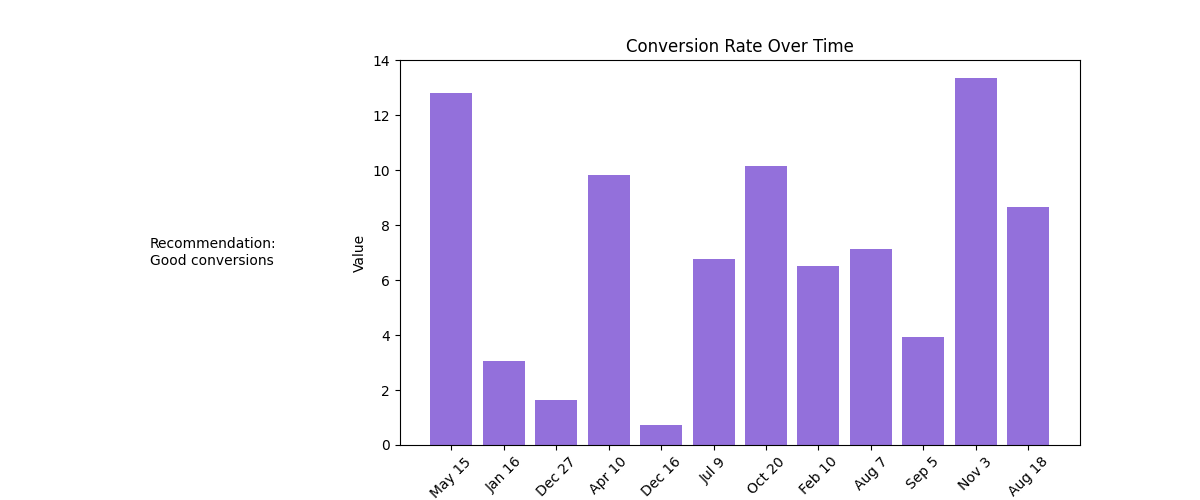 Conversion Rate Over Time
Recommendation:
Good conversions
Value
14
12
10
8
6
4
2
0
May 15
Jan 16
Dec 27
Apr 10
Dec 16
Jul 9
Oct 20
Feb 10
Aug 7
Sep 5
Nov 3
Aug 18